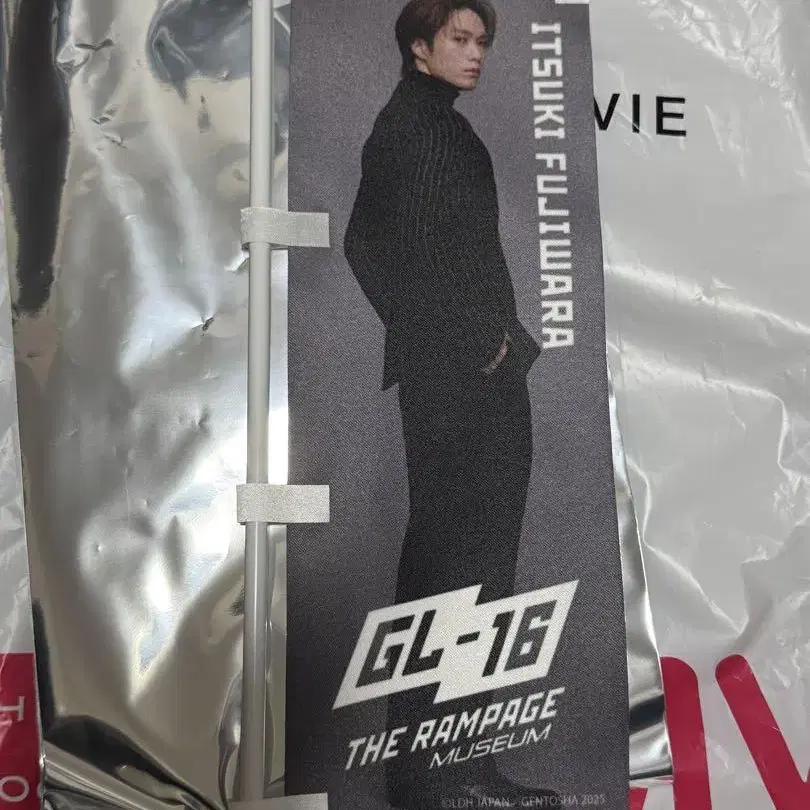 ITSUKI FUJIWARA
VIE
GL-16
THE RAMPAGE
MUSEUM
©LDH JAPAN GENTOSHA 2025